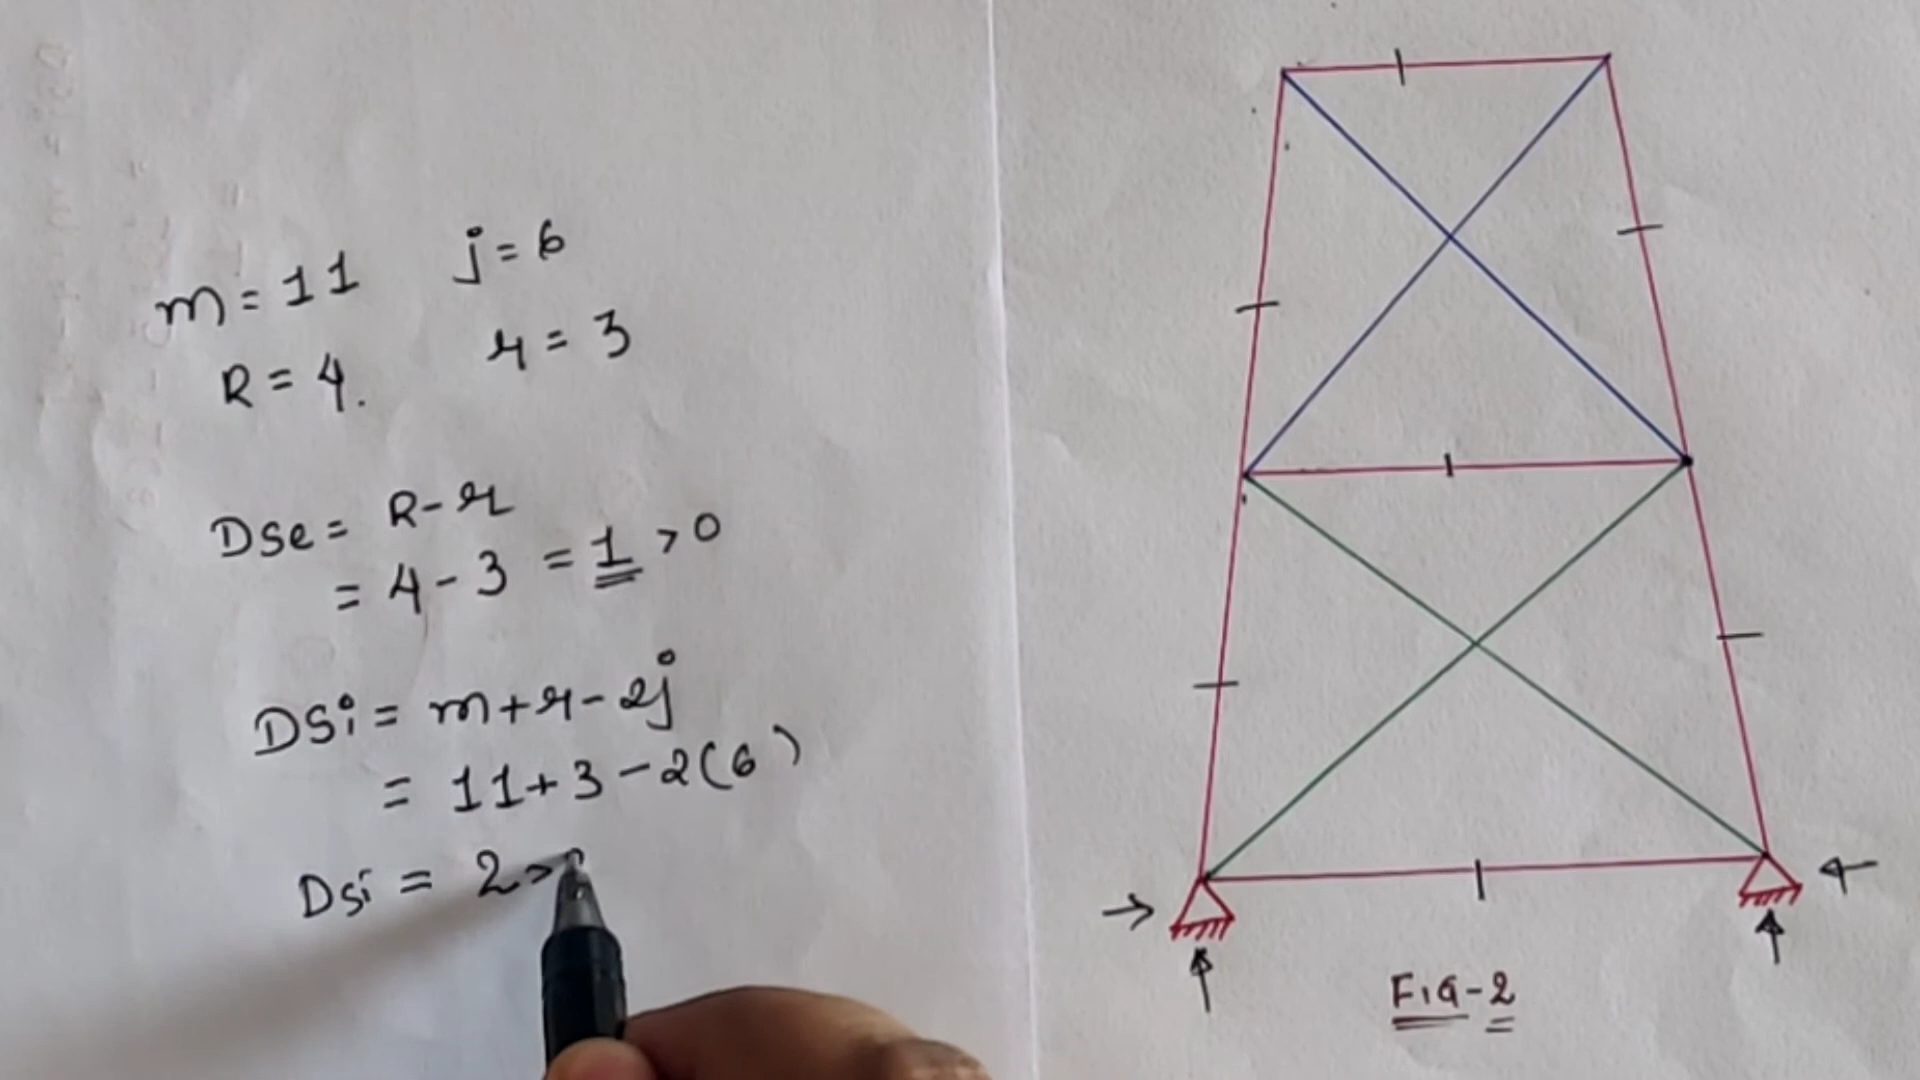 m = 11 j = 6
R = 4. r = 3
Dse = R - r
= 4 - 3 = 1 > 0
Dsi = m + r - 2j
= 11 + 3 - 2(6)
Dsi = 2 >
FIG-2